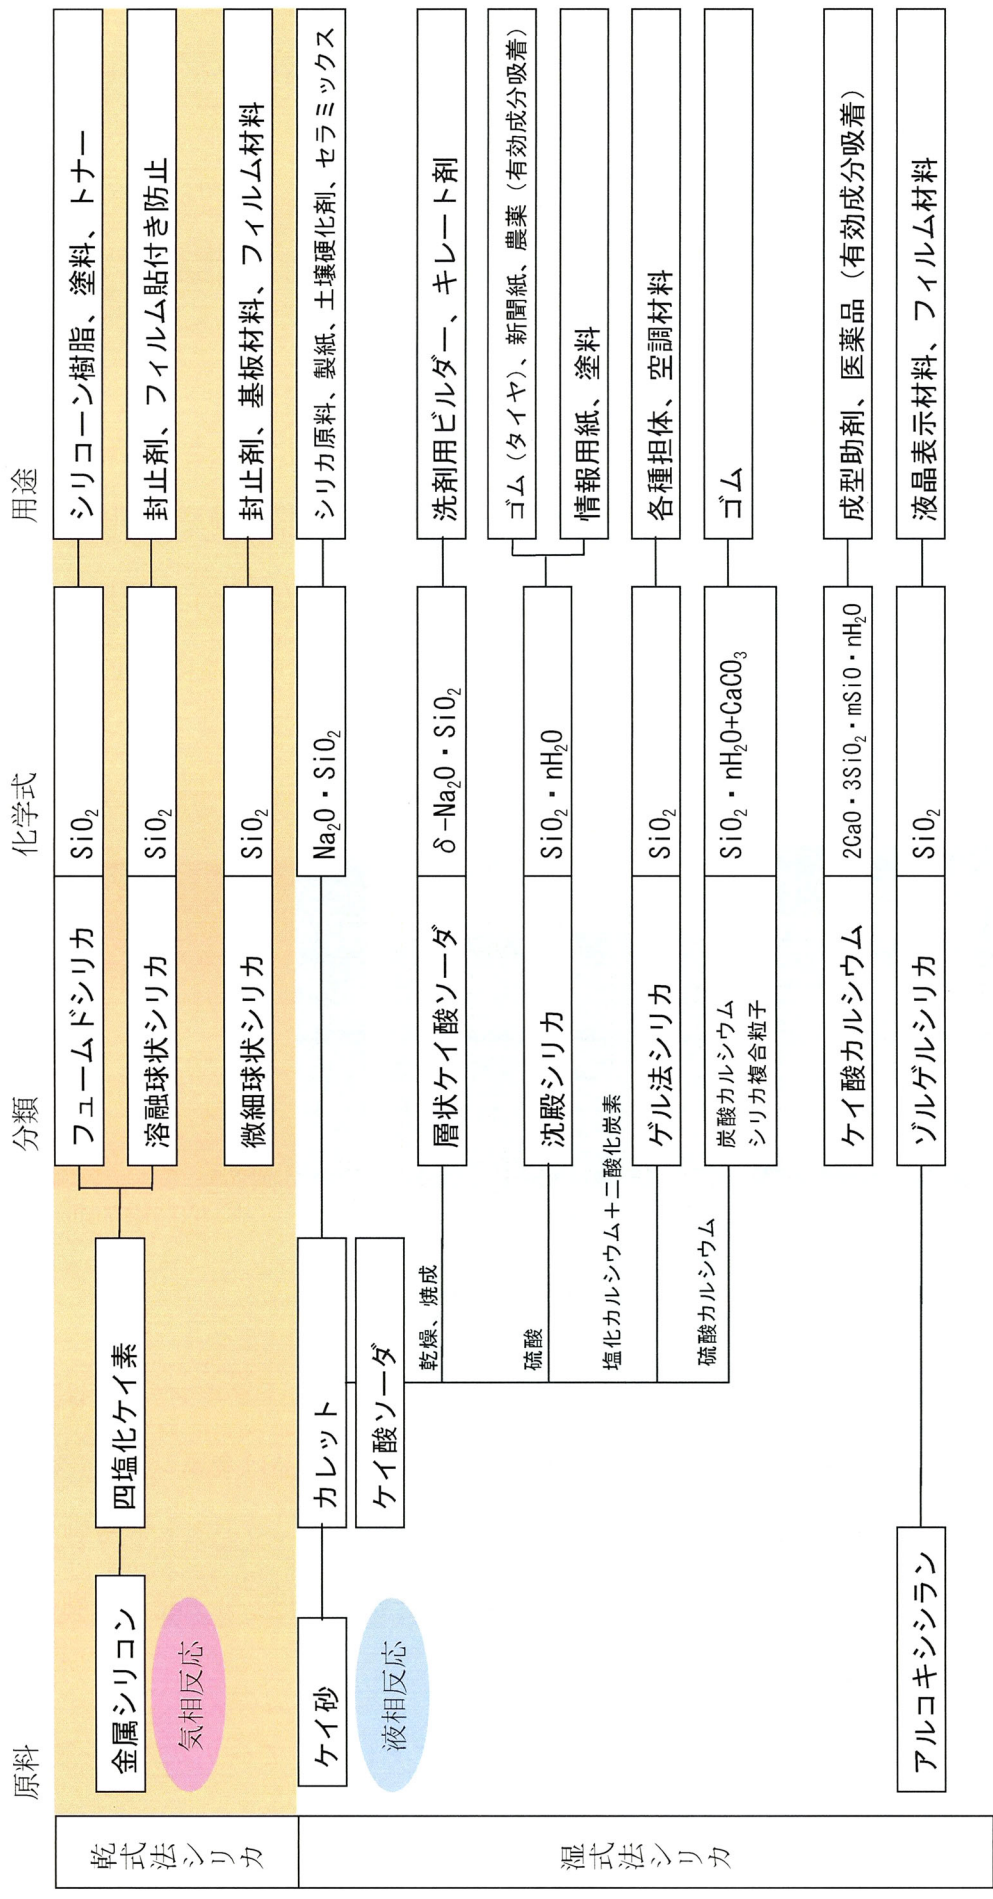 原料
分類
化学式
用途
乾式法シリカ
金属シリコン
気相反応
四塩化ケイ素
フュームドシリカ
SiO₂
シリコーン樹脂、塗料、トナー
溶融球状シリカ
SiO₂
封止剤、フィルム貼付き防止
微細球状シリカ
SiO₂
封止剤、基板材料、フィルム材料
湿式法シリカ
ケイ砂
液相反応
カレット
ケイ酸ソーダ
Na₂O・SiO₂
シリカ原料、製紙、土壌硬化剤、セラミックス
乾燥、焼成
層状ケイ酸ソーダ
δ-Na₂O・SiO₂
洗剤用ビルダー、キレート剤
硫酸
沈殿シリカ
SiO₂・nH₂O
ゴム（タイヤ）、新聞紙、農薬（有効成分吸着）
情報用紙、塗料
塩化カルシウム＋二酸化炭素
ゲル法シリカ
SiO₂
各種担体、空調材料
硫酸カルシウム
炭酸カルシウム
シリカ複合粒子
SiO₂・nH₂O+CaCO₃
ゴム
ケイ酸カルシウム
2CaO・3SiO₂・mSiO・nH₂O
成型助剤、医薬品（有効成分吸着）
アルコキシシラン
ゾルゲルシリカ
SiO₂
液晶表示材料、フィルム材料